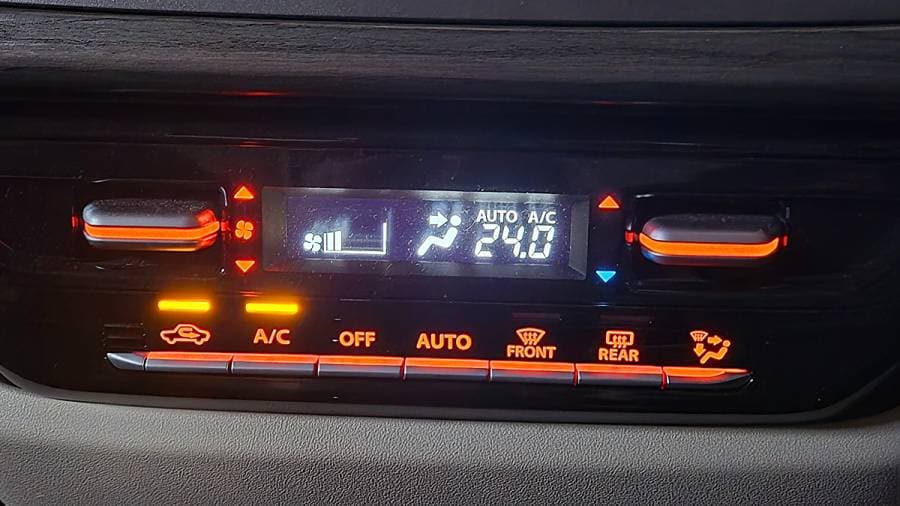 AUTO A/C
24.0
A/C OFF AUTO FRONT REAR